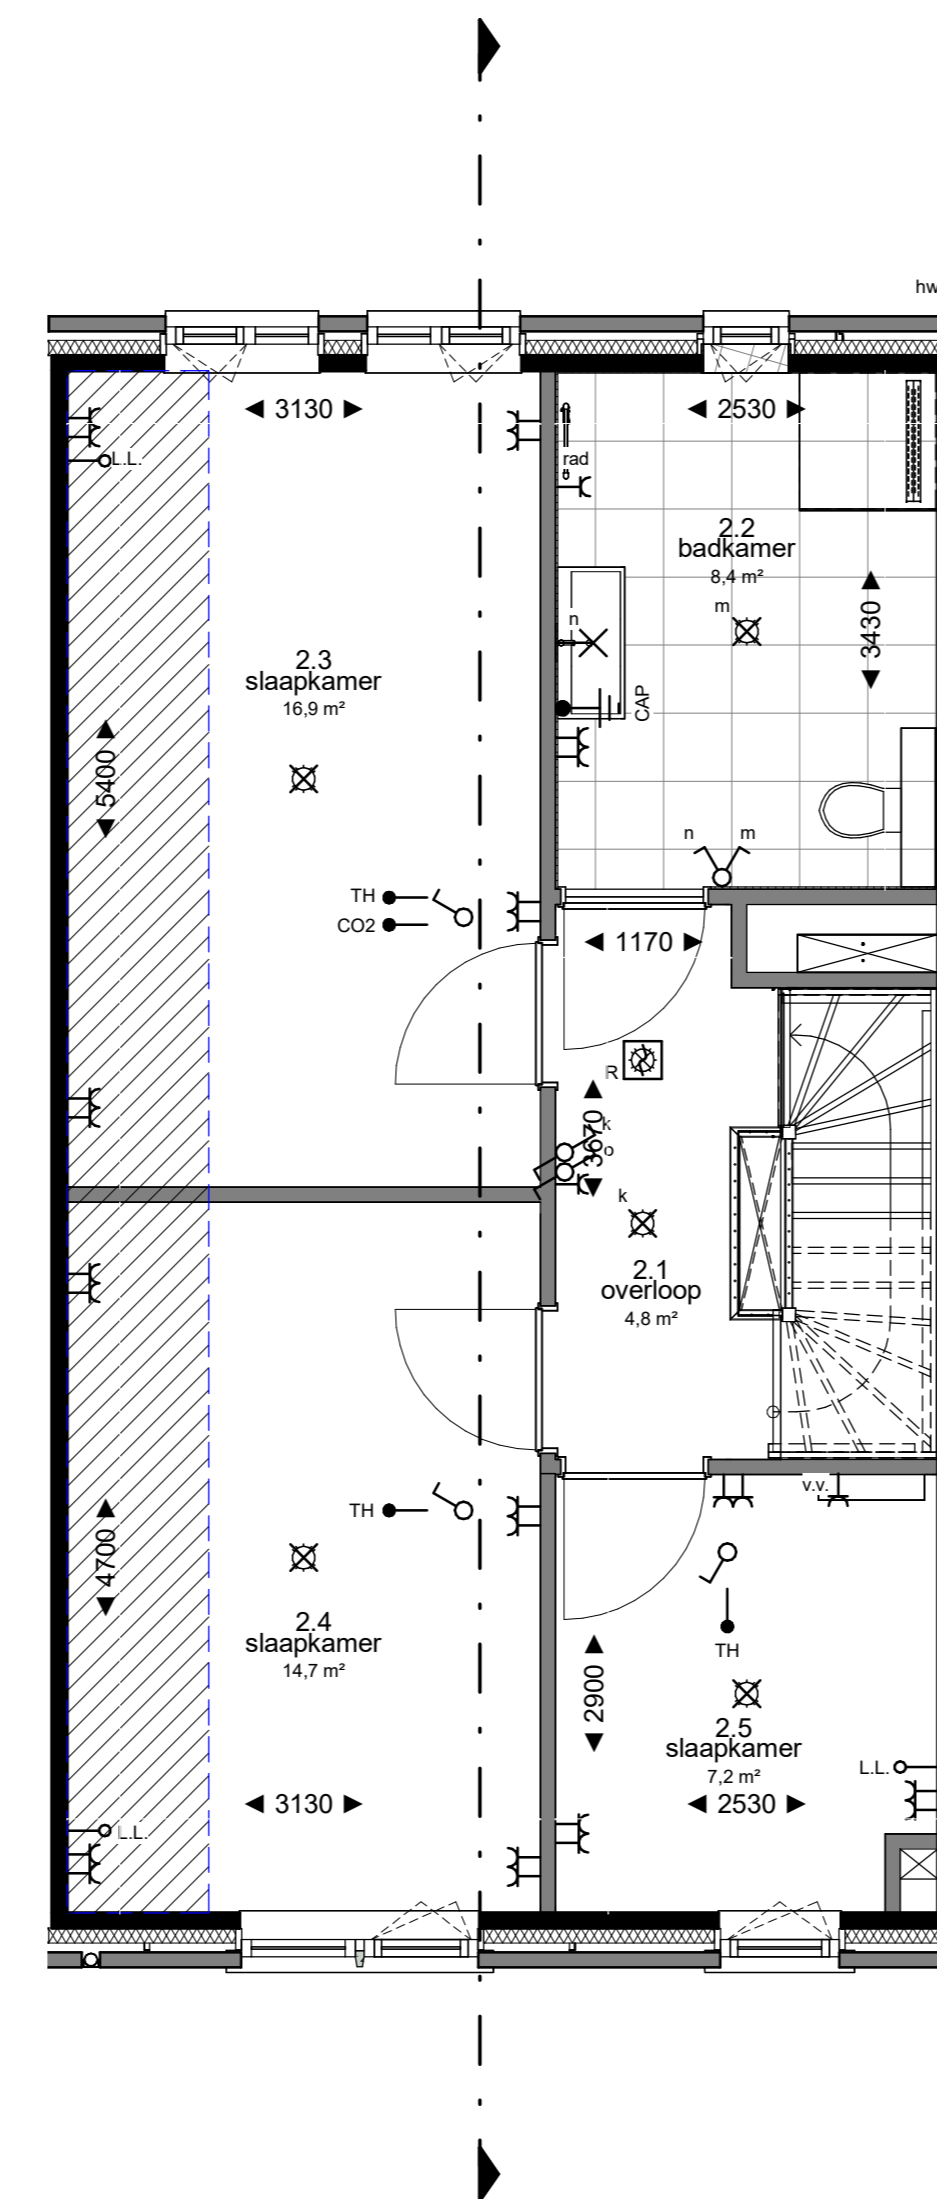 hw
3130
2530
L.L.
rad
2.2
badkamer
8,4 m²
m
n
3430
2.3
slaapkamer
16,9 m²
CAP
5400
n
m
TH
CO2
1170
R
3670
k
o
k
2.1
overloop
4,8 m²
v.v.
TH
4700
2.4
slaapkamer
14,7 m²
TH
2900
2.5
slaapkamer
7,2 m²
L.L.
3130
2530
L.L.